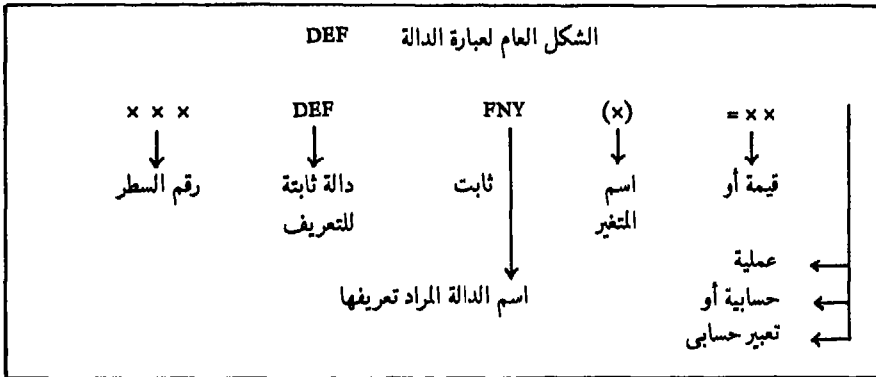 الشكل العام لعبارة الدالة DEF
× × × DEF FNY (×) = × ×
رقم السطر دالة ثابتة ثابت اسم قيمة أو
للتعريف المتغير
عملية
اسم الدالة المراد تعريفها حسابية أو
تعبير حسابى